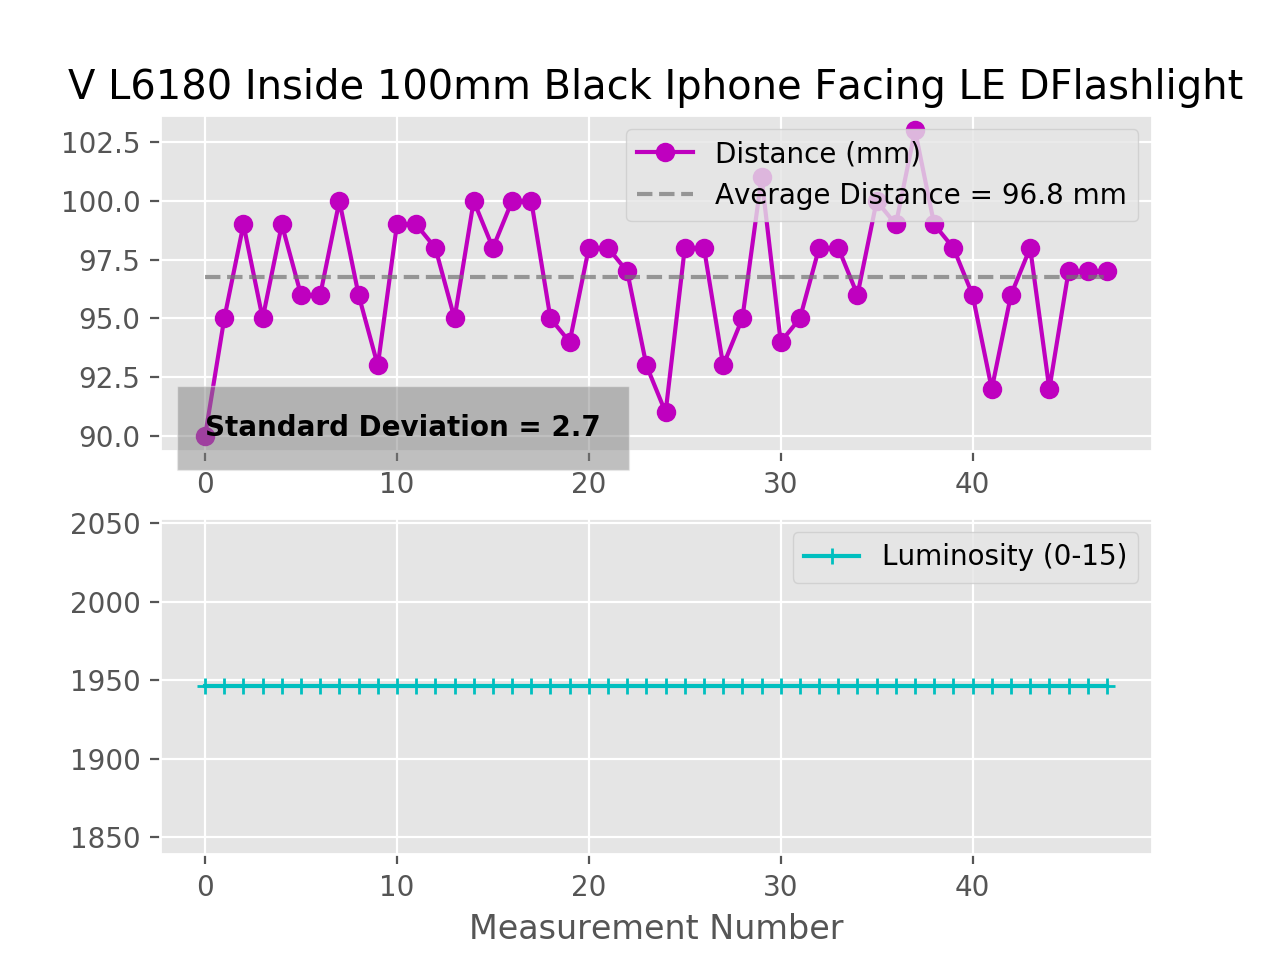 V L6180 Inside 100mm Black Iphone Facing LE DFlashlight
102.5
100.0
97.5
95.0
92.5
90.0
Distance (mm)
Average Distance = 96.8 mm
Standard Deviation = 2.7
0 10 20 30 40
2050
2000
1950
1900
1850
Luminosity (0-15)
0 10 20 30 40
Measurement Number